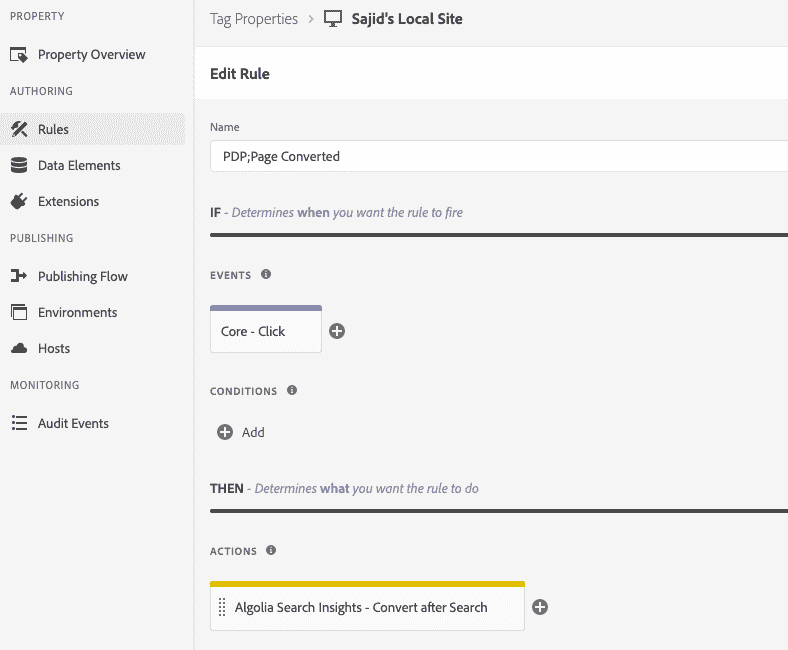 PROPERTY
Property Overview
AUTHORING
Rules
Data Elements
Extensions
PUBLISHING
Publishing Flow
Environments
Hosts
MONITORING
Audit Events
Tag Properties > Sajid's Local Site
Edit Rule
Name
PDP;Page Converted
IF - Determines when you want the rule to fire
EVENTS
Core - Click
CONDITIONS
Add
THEN - Determines what you want the rule to do
ACTIONS
Algolia Search Insights - Convert after Search